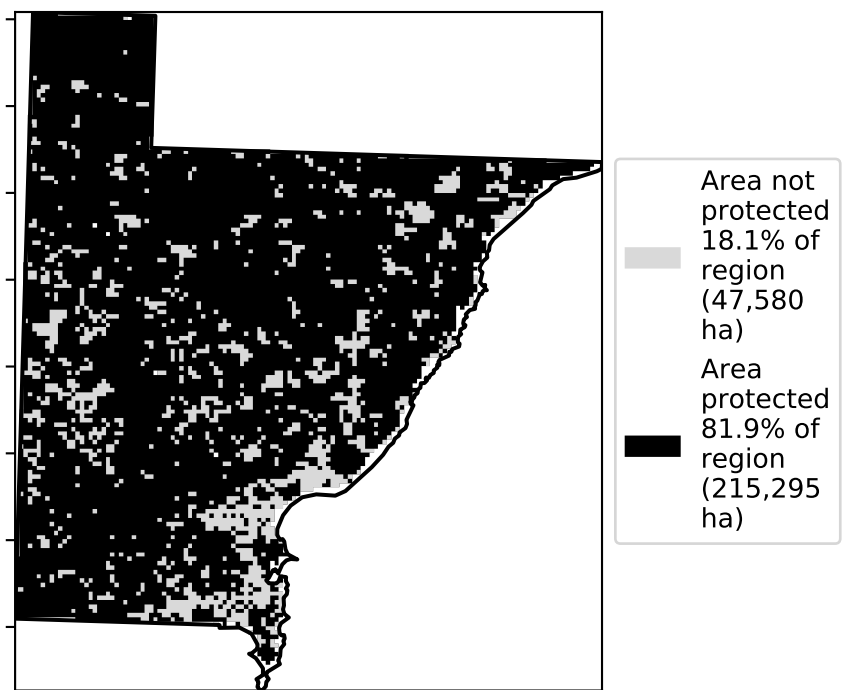 Area not
protected
18.1% of
region
(47,580
ha)
Area
protected
81.9% of
region
(215,295
ha)